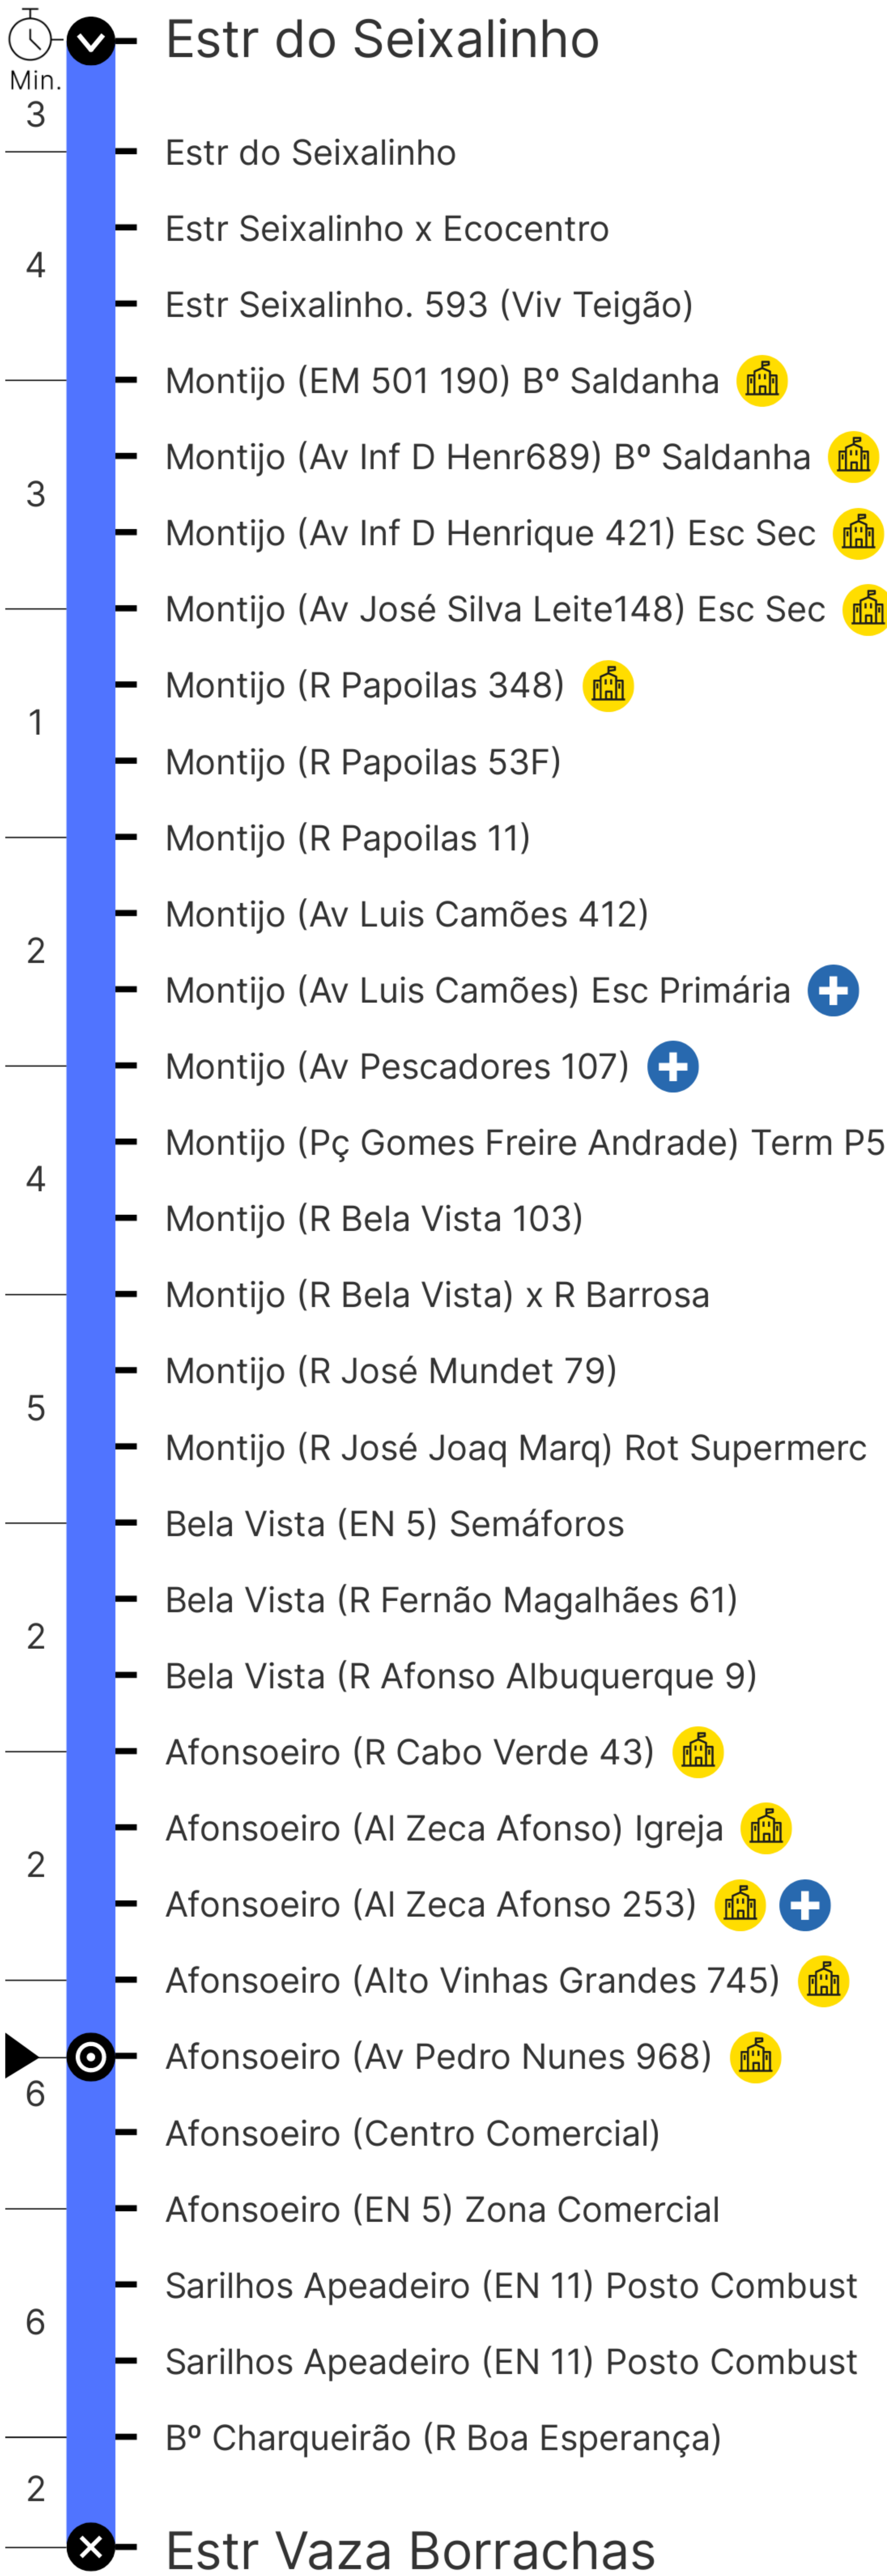 Estr do Seixalinho
Min.
3
Estr do Seixalinho
Estr Seixalinho x Ecocentro
4
Estr Seixalinho. 593 (Viv Teigão)
Montijo (EM 501 190) Bº Saldanha
Montijo (Av Inf D Henr689) Bº Saldanha
3
Montijo (Av Inf D Henrique 421) Esc Sec
Montijo (Av José Silva Leite148) Esc Sec
Montijo (R Papoilas 348)
1
Montijo (R Papoilas 53F)
Montijo (R Papoilas 11)
Montijo (Av Luis Camões 412)
2
Montijo (Av Luis Camões) Esc Primária
Montijo (Av Pescadores 107)
Montijo (Pç Gomes Freire Andrade) Term P5
4
Montijo (R Bela Vista 103)
Montijo (R Bela Vista) x R Barrosa
Montijo (R José Mundet 79)
5
Montijo (R José Joaq Marq) Rot Supermerc
Bela Vista (EN 5) Semáforos
Bela Vista (R Fernão Magalhães 61)
2
Bela Vista (R Afonso Albuquerque 9)
Afonsoeiro (R Cabo Verde 43)
Afonsoeiro (Al Zeca Afonso) Igreja
2
Afonsoeiro (Al Zeca Afonso 253)
Afonsoeiro (Alto Vinhas Grandes 745)
Afonsoeiro (Av Pedro Nunes 968)
6
Afonsoeiro (Centro Comercial)
Afonsoeiro (EN 5) Zona Comercial
Sarilhos Apeadeiro (EN 11) Posto Combust
6
Sarilhos Apeadeiro (EN 11) Posto Combust
Bº Charqueirão (R Boa Esperança)
2
Estr Vaza Borrachas